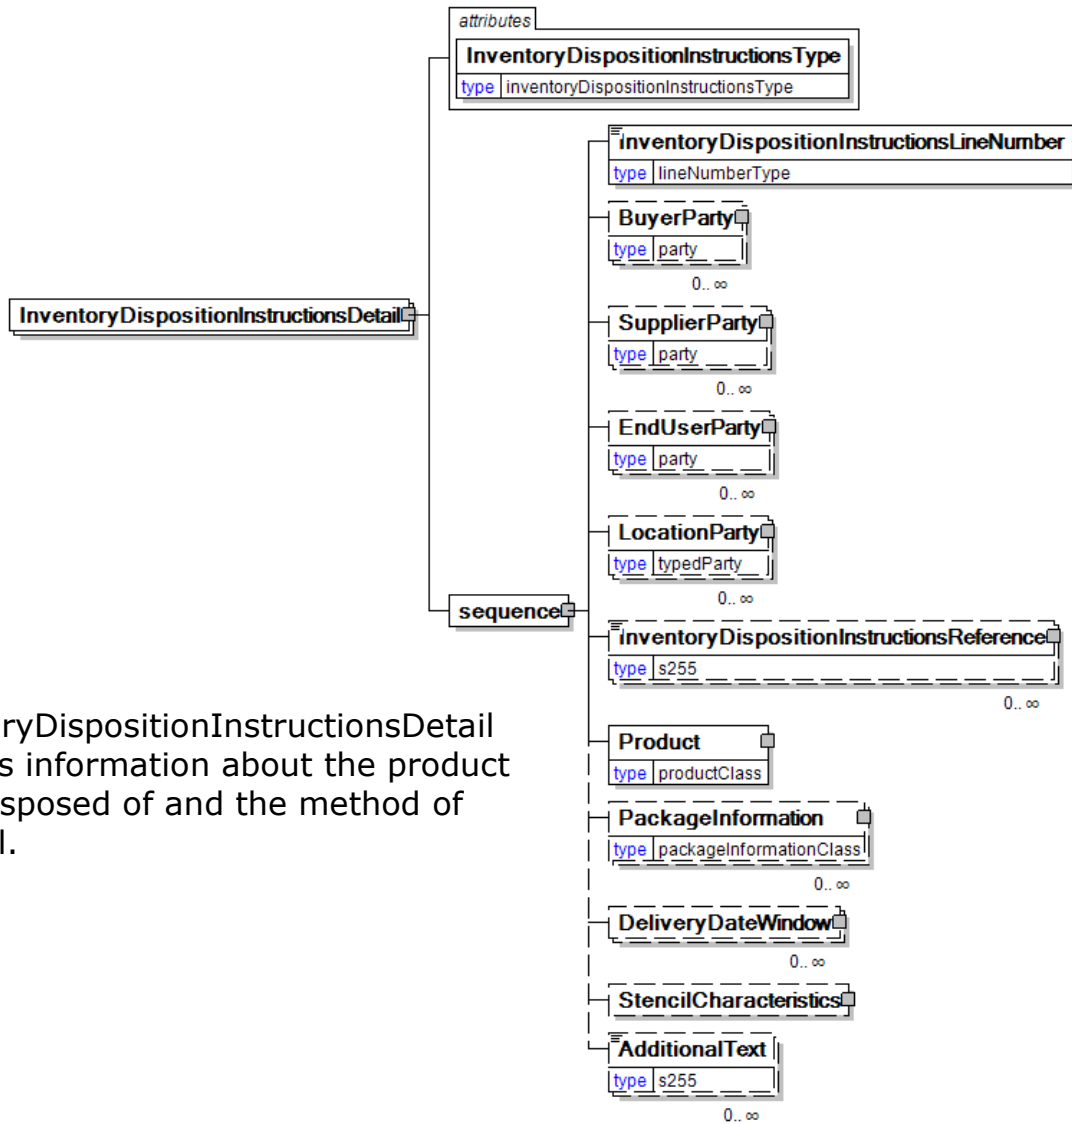 attributes
InventoryDispositionInstructionsType
type inventoryDispositionInstructionsType
InventoryDispositionInstructionsLineNumber
type lineNumberType
BuyerParty
type party
0.. ∞
InventoryDispositionInstructionsDetail
SupplierParty
type party
0.. ∞
EndUserParty
type party
0.. ∞
LocationParty
type typedParty
0.. ∞
sequence
InventoryDispositionInstructionsReference
type s255
0.. ∞
ryDispositionInstructionsDetail
s information about the product
sposed of and the method of
l.
Product
type productClass
PackageInformation
type packageInformationClass
0.. ∞
DeliveryDateWindow
0.. ∞
StencilCharacteristics
AdditionalText
type s255
0.. ∞